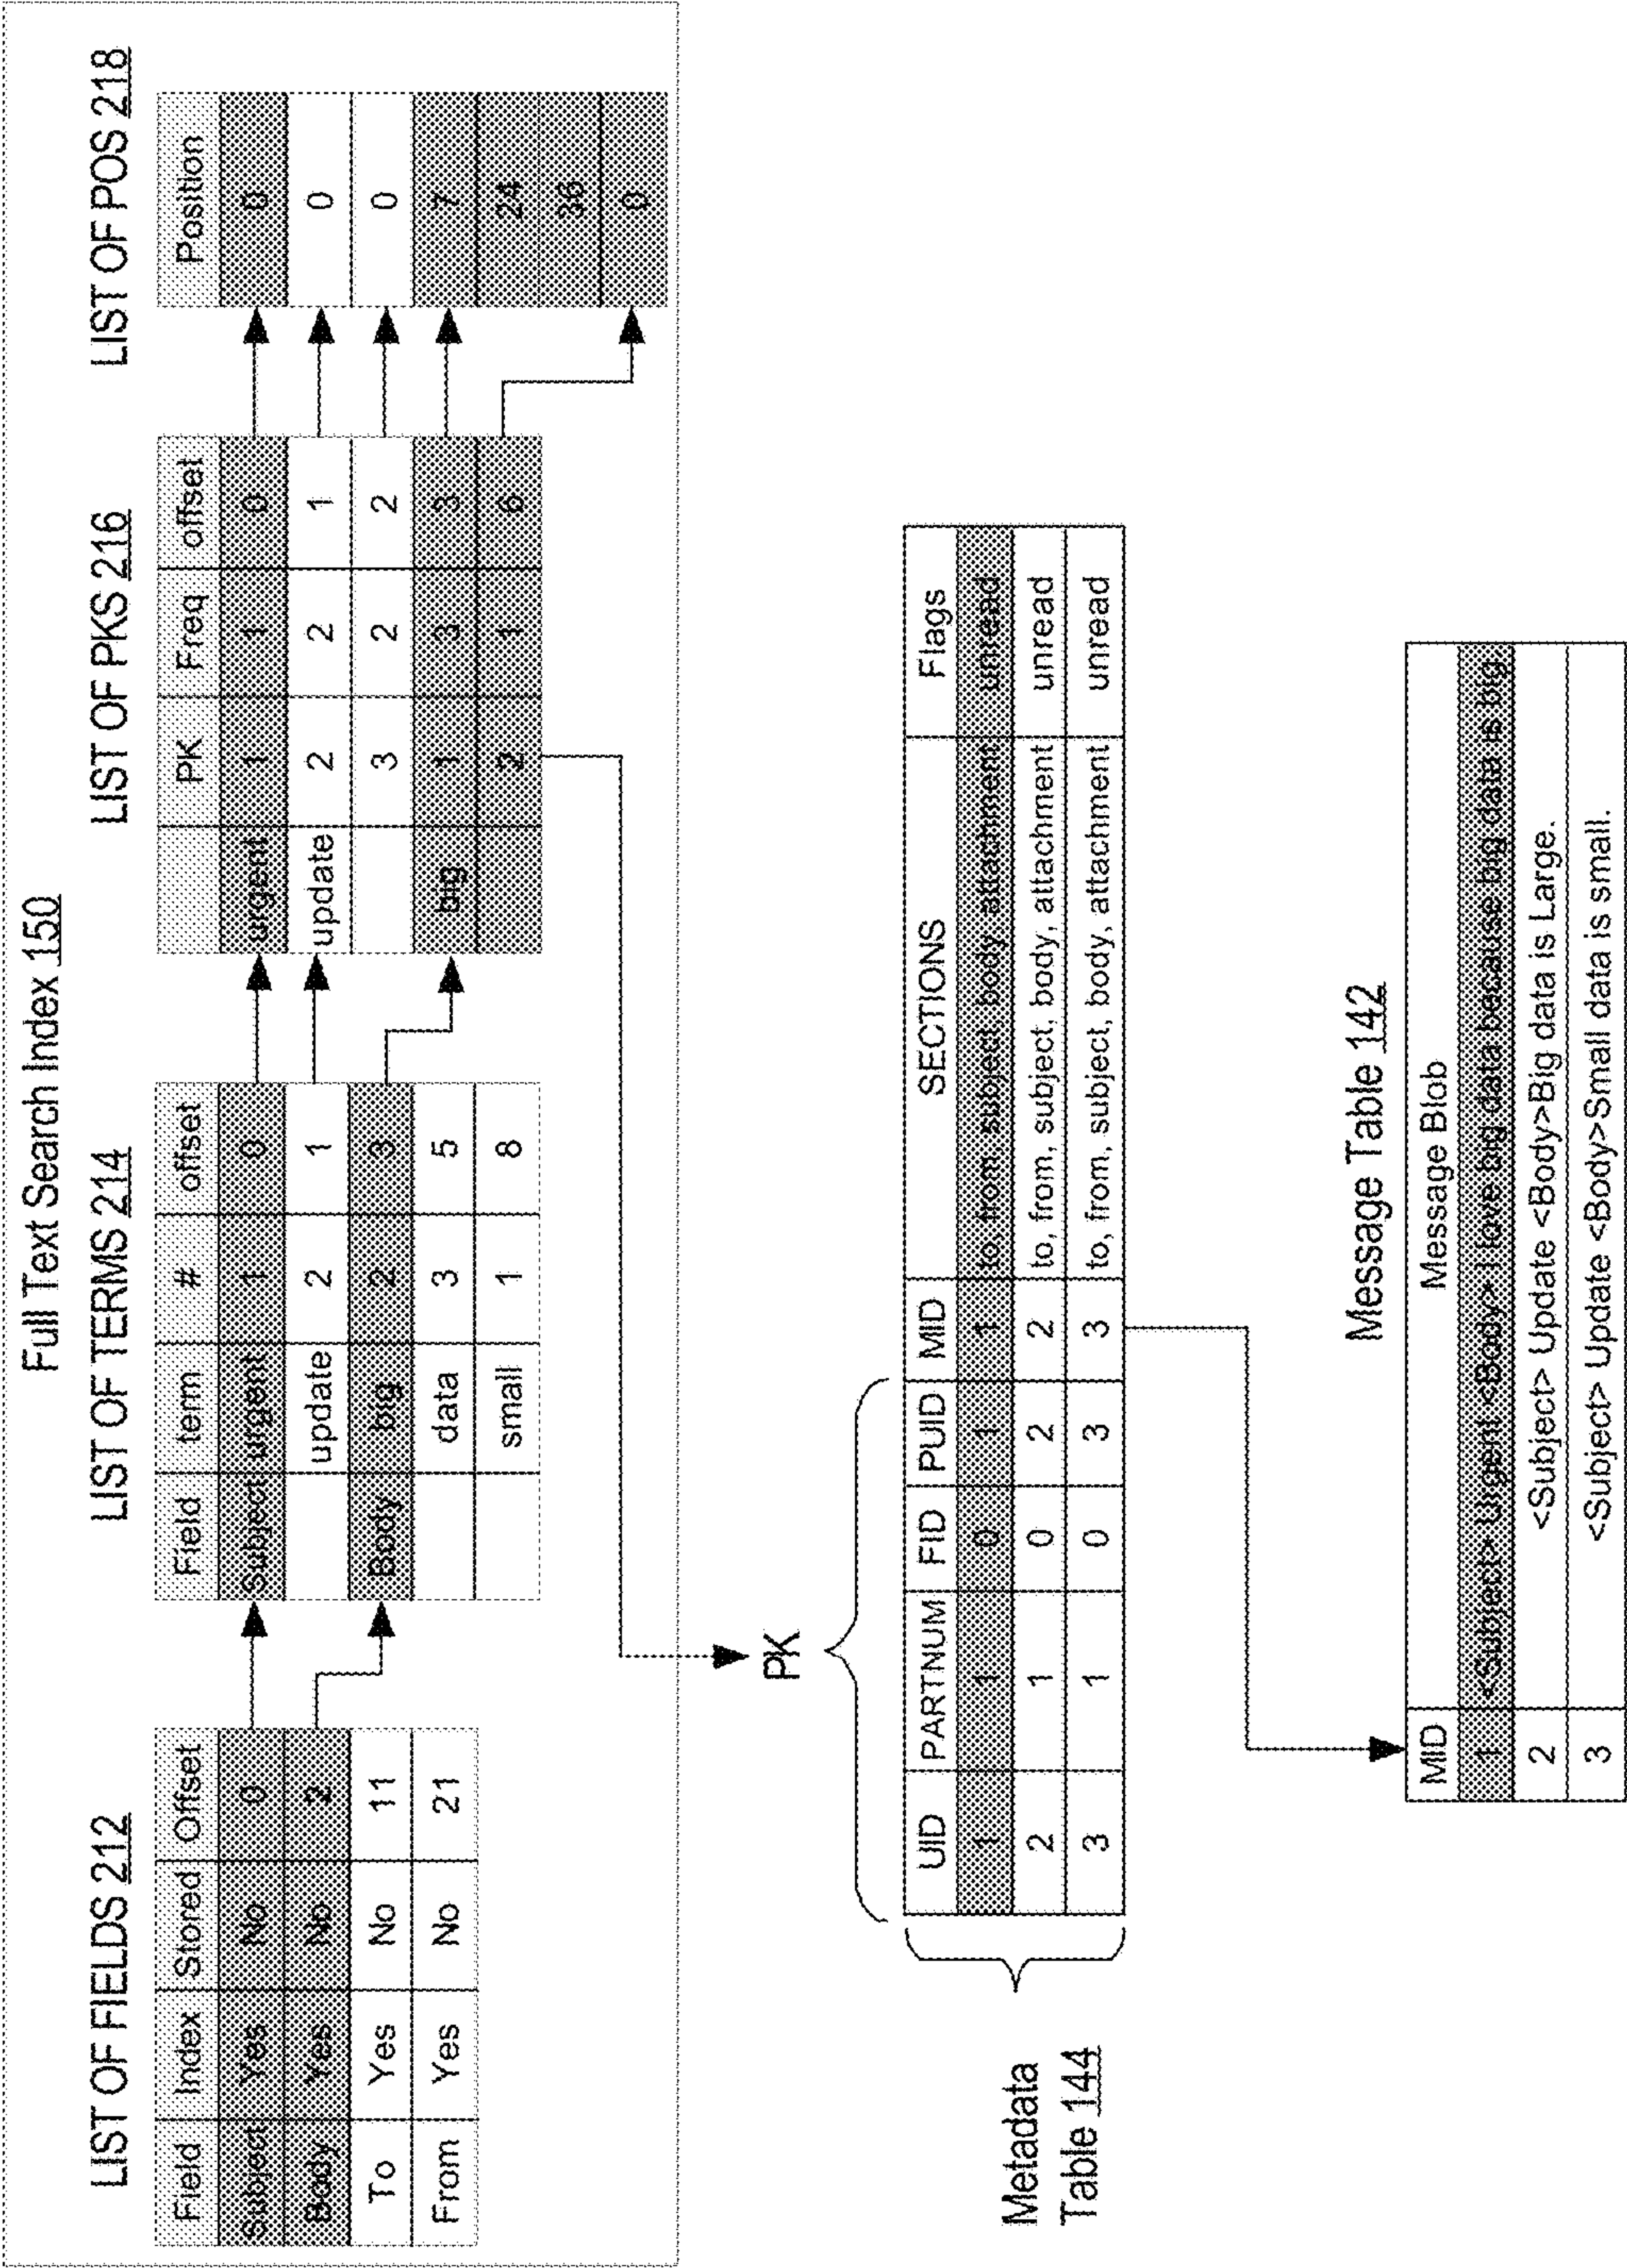 Full Text Search Index 150
LIST OF FIELDS 212
Field Index Stored Offset
Subject Yes No 0
Body Yes No 2
To Yes No 11
From Yes No 21
LIST OF TERMS 214
Field term # offset
Subject urgent 1 0
update 2 1
Body big 2 3
data 3 5
small 1 8
LIST OF PKS 216
PK Freq offset
urgent 1 1 0
update 2 2 1
3 2 2
big 1 3 3
2 1 6
LIST OF POS 218
Position
0
0
0
7
24
36
0
PK
Metadata
Table 144
UID PARTNUM FID PUID MID SECTIONS Flags
1 1 0 1 1 to, from, subject, body, attachment unread
2 1 0 2 2 to, from, subject, body, attachment unread
3 1 0 3 3 to, from, subject, body, attachment unread
Message Table 142
MID Message Blob
1 <Subject> Urgent <Body> I love big data because big data is big
2 <Subject> Update <Body>Big data is Large.
3 <Subject> Update <Body>Small data is small.